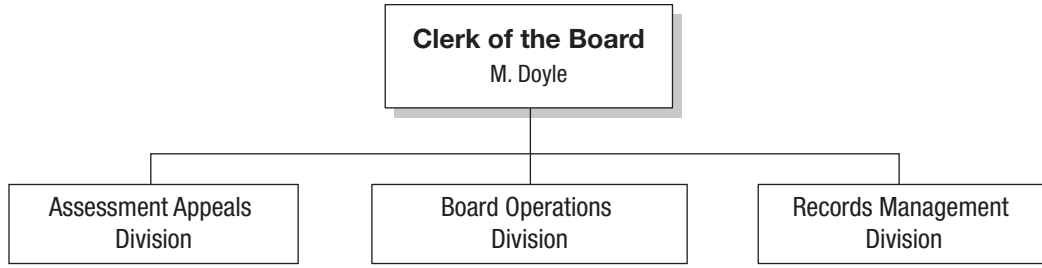 Clerk of the Board
M. Doyle
Assessment Appeals
Division
Board Operations
Division
Records Management
Division